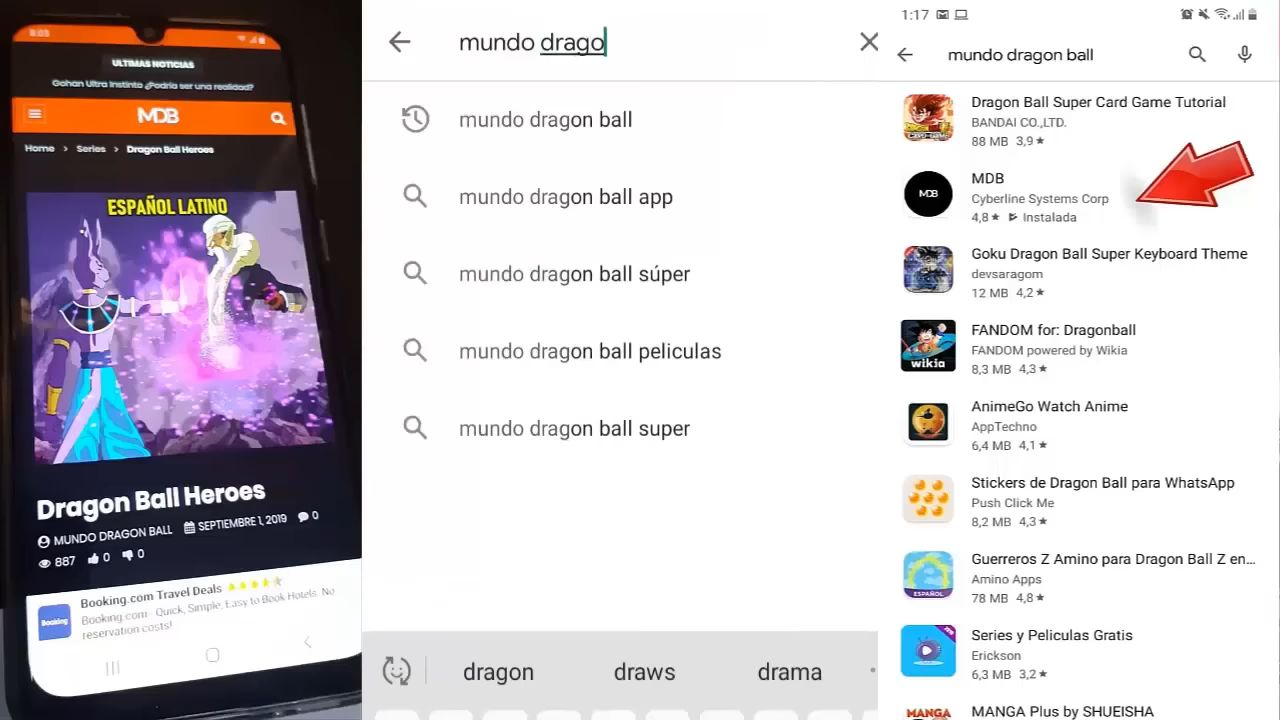 8:05
ULTIMAS NOTICIAS
Gohan Ultra Instinto ¿Podría ser una realidad?
MDB
Home > Series > Dragon Ball Heroes
ESPAÑOL LATINO
Dragon Ball Heroes
MUNDO DRAGON BALL SEPTIEMBRE 1, 2019 0
887 0 0
Booking.com Travel Deals
Booking.com - Quick, Simple, Easy to Book Hotels. No
reservation costs!
Booking
mundo drago
mundo dragon ball
mundo dragon ball app
mundo dragon ball súper
mundo dragon ball peliculas
mundo dragon ball super
dragon draws drama
1:17
mundo dragon ball
Dragon Ball Super Card Game Tutorial
BANDAI CO.,LTD.
88 MB 3,9★
MDB
MDB
Cyberline Systems Corp
4,8★ Instalada
Goku Dragon Ball Super Keyboard Theme
devsaragom
12 MB 4,2★
FANDOM for: Dragonball
FANDOM powered by Wikia
8,3 MB 4,3★
wikia
AnimeGo Watch Anime
AppTechno
6,4 MB 4,1★
Stickers de Dragon Ball para WhatsApp
Push Click Me
8,2 MB 4,3★
Guerreros Z Amino para Dragon Ball Z en...
Amino Apps
78 MB 4,8★
ESPAÑOL
Series y Peliculas Gratis
Erickson
6,3 MB 3,2★
MANGA Plus by SHUEISHA
MANGA